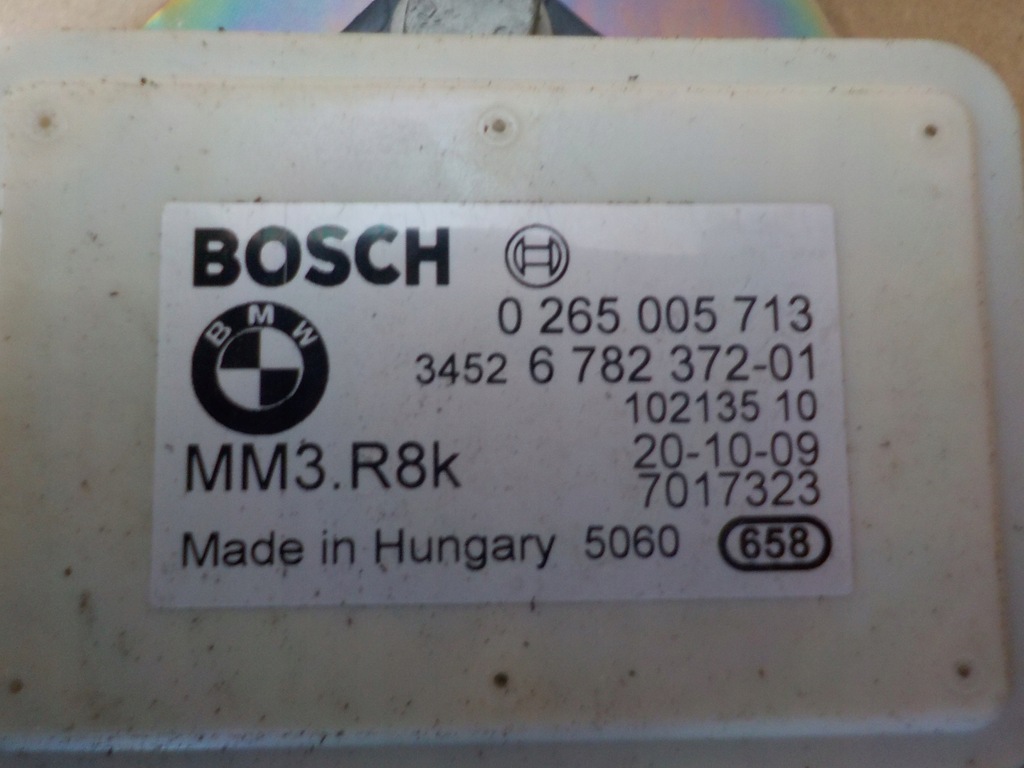 BOSCH
0 265 005 713
BMW
3452 6 782 372-01
102135 10
MM3.R8k
20-10-09
7017323
Made in Hungary 5060 658